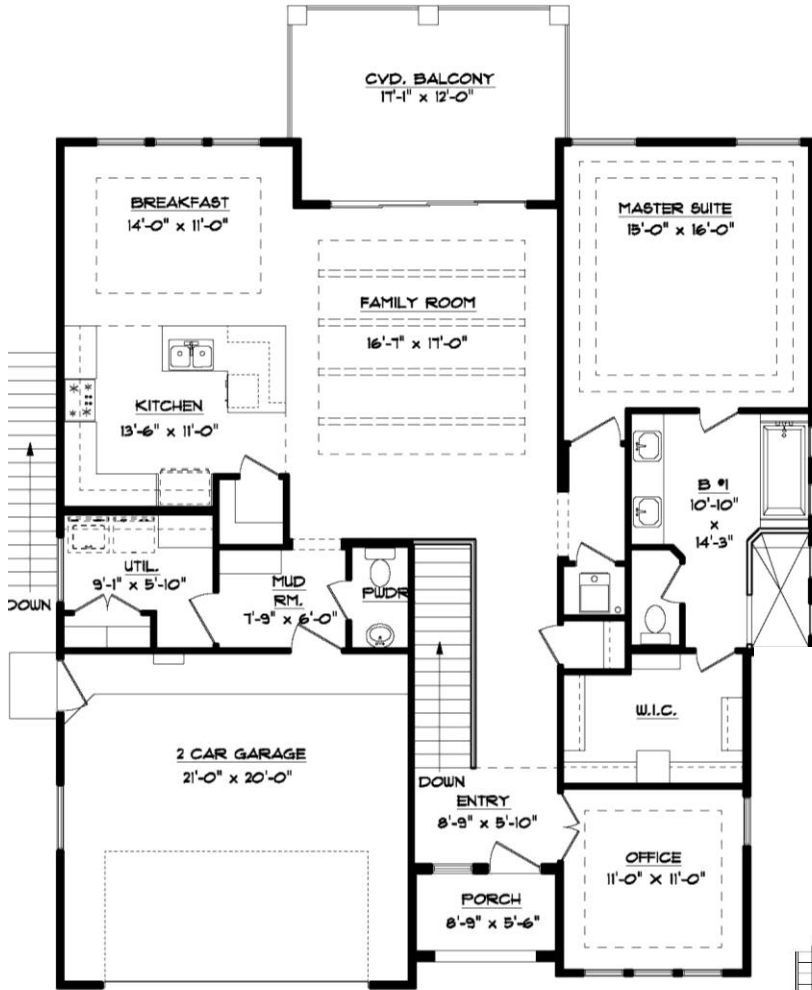 CVD. BALCONY
17'-1" x 12'-0"
BREAKFAST
14'-0" x 11'-0"
MASTER SUITE
15'-0" x 16'-0"
FAMILY ROOM
16'-7" x 17'-0"
KITCHEN
13'-6" x 11'-0"
B #1
10'-10"
x
14'-3"
UTIL.
9'-1" x 5'-10"
MUD
RM.
7'-9" x 6'-0"
PWDR
DOWN
W.I.C.
2 CAR GARAGE
21'-0" x 20'-0"
DOWN
ENTRY
8'-9" x 5'-10"
OFFICE
11'-0" X 11'-0"
PORCH
8'-9" x 5'-6"